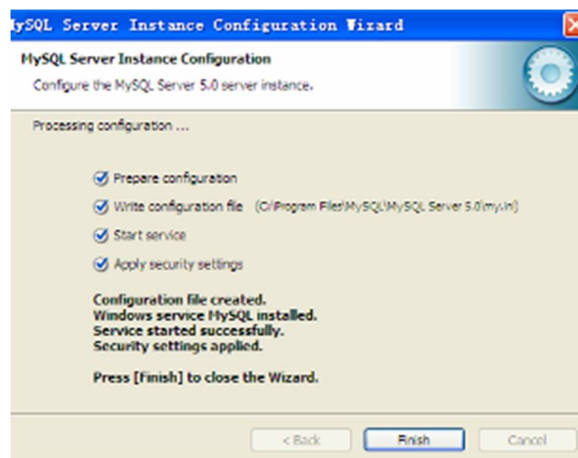 MySQL Server Instance Configuration Wizard
MySQL Server Instance Configuration
Configure the MySQL Server 5.0 server instance.
Processing configuration ...
Prepare configuration
Write configuration file (C:\Program Files\MySQL\MySQL Server 5.0\my.ini)
Start service
Apply security settings
Configuration file created.
Windows service MySQL installed.
Service started successfully.
Security settings applied.
Press [Finish] to close the Wizard.
< Back Finish Cancel